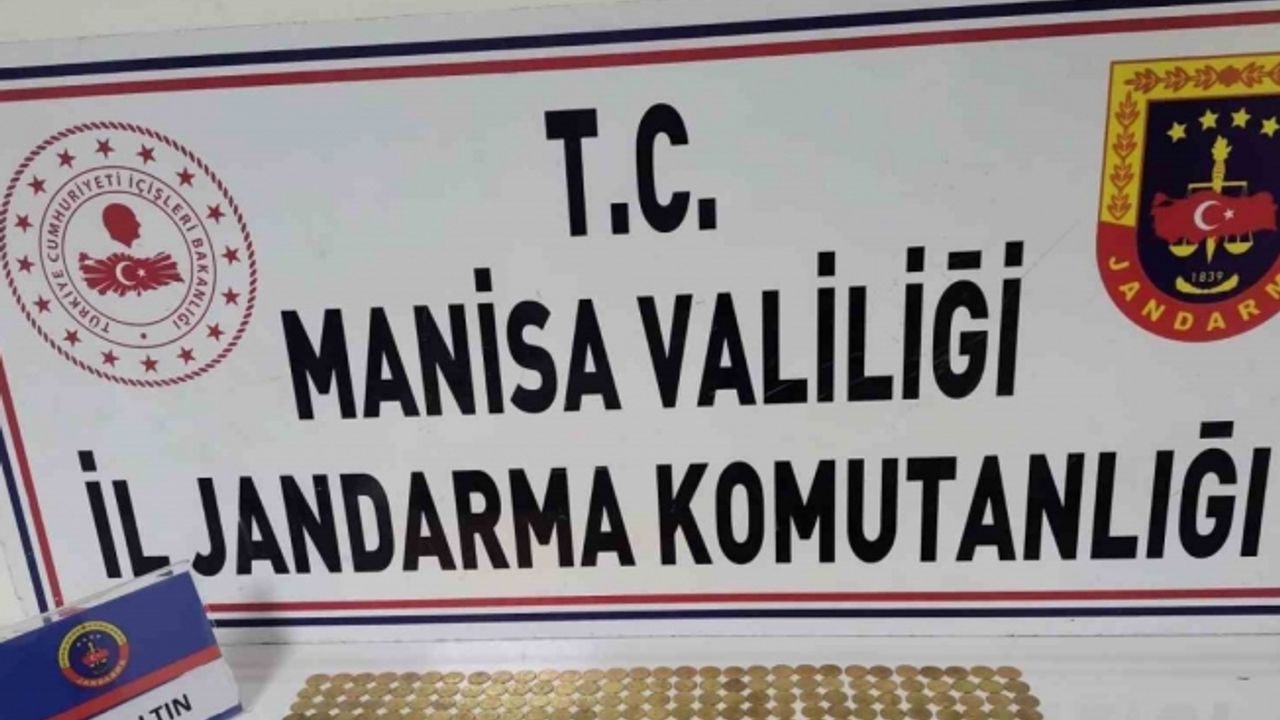 T.C.
MANİSA VALİLİĞİ
İL JANDARMA KOMUTANLIĞI
TÜRKİYE CUMHURİYETİ İÇİŞLERİ BAKANLIĞI
1839
JANDARMA